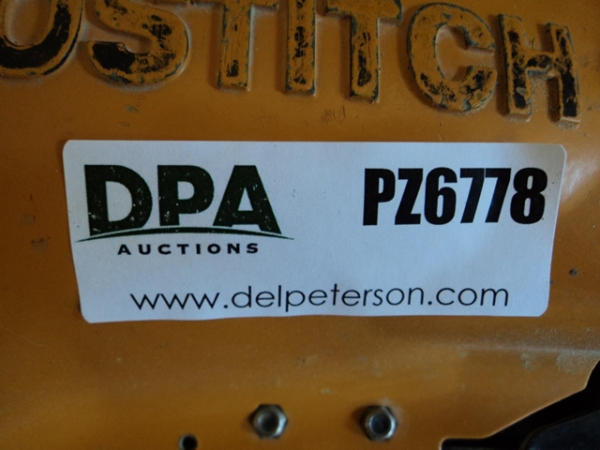 OSTITCH
DPA
AUCTIONS
PZ6778
www.delpeterson.com